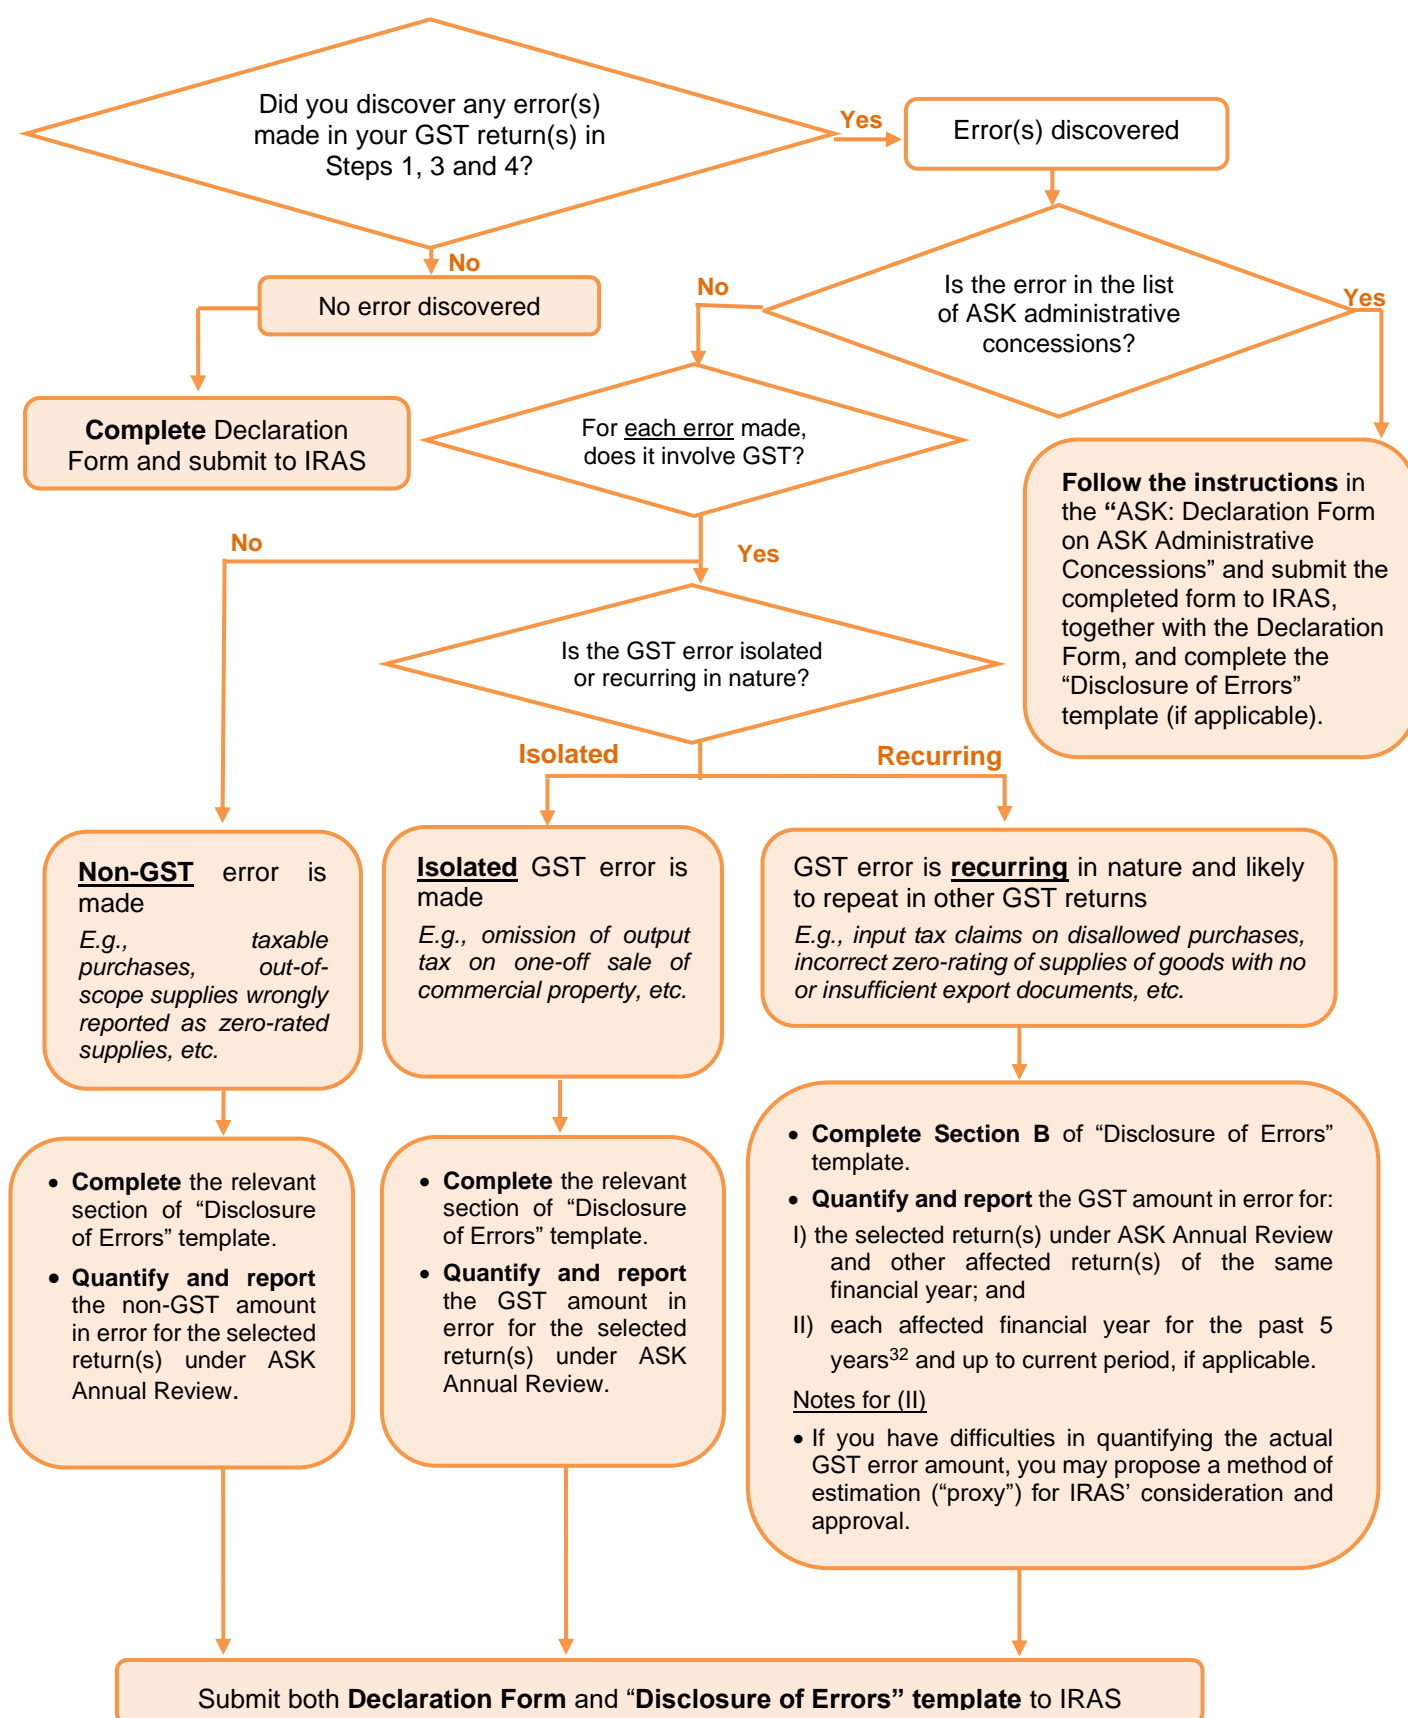 Did you discover any error(s)
made in your GST return(s) in
Steps 1, 3 and 4?
Yes
Error(s) discovered
No
No error discovered
Is the error in the list
of ASK administrative
concessions?
No
Yes
Complete Declaration
Form and submit to IRAS
For each error made,
does it involve GST?
Follow the instructions in
the “ASK: Declaration Form
on ASK Administrative
Concessions” and submit the
completed form to IRAS,
together with the Declaration
Form, and complete the
“Disclosure of Errors”
template (if applicable).
No
Yes
Is the GST error isolated
or recurring in nature?
Isolated
Recurring
Non-GST error is
made
E.g., taxable
purchases, out-of-
scope supplies wrongly
reported as zero-rated
supplies, etc.
Isolated GST error is
made
E.g., omission of output
tax on one-off sale of
commercial property, etc.
GST error is recurring in nature and likely
to repeat in other GST returns
E.g., input tax claims on disallowed purchases,
incorrect zero-rating of supplies of goods with no
or insufficient export documents, etc.
• Complete the relevant
section of “Disclosure
of Errors” template.
• Quantify and report
the non-GST amount
in error for the selected
return(s) under ASK
Annual Review.
• Complete the relevant
section of “Disclosure
of Errors” template.
• Quantify and report
the GST amount in
error for the selected
return(s) under ASK
Annual Review.
• Complete Section B of “Disclosure of Errors”
template.
• Quantify and report the GST amount in error for:
I) the selected return(s) under ASK Annual Review
and other affected return(s) of the same
financial year; and
II) each affected financial year for the past 5
years32 and up to current period, if applicable.
Notes for (II)
• If you have difficulties in quantifying the actual
GST error amount, you may propose a method of
estimation (“proxy”) for IRAS’ consideration and
approval.
Submit both Declaration Form and “Disclosure of Errors” template to IRAS